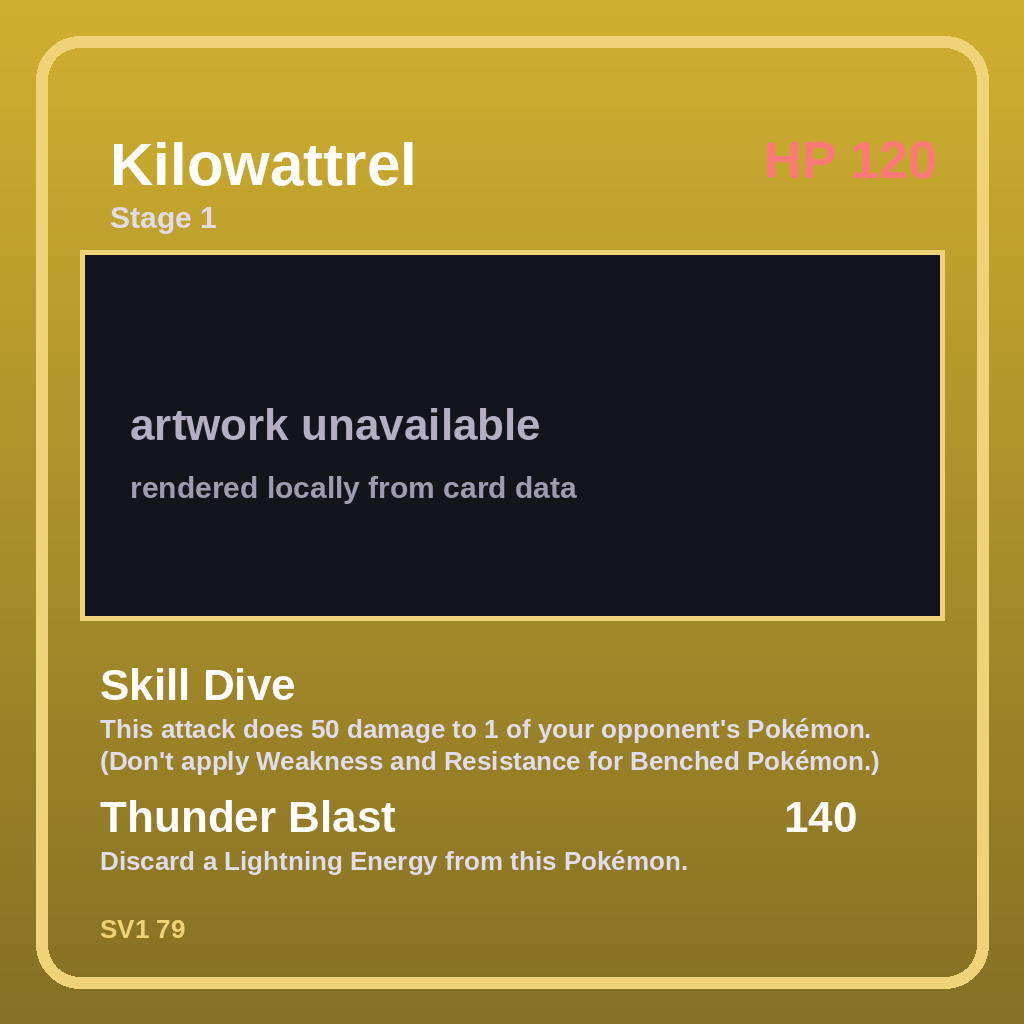 Kilowattrel
HP 120
Stage 1
artwork unavailable
rendered locally from card data
Skill Dive
This attack does 50 damage to 1 of your opponent's Pokémon.
(Don't apply Weakness and Resistance for Benched Pokémon.)
Thunder Blast 140
Discard a Lightning Energy from this Pokémon.
SV1 79